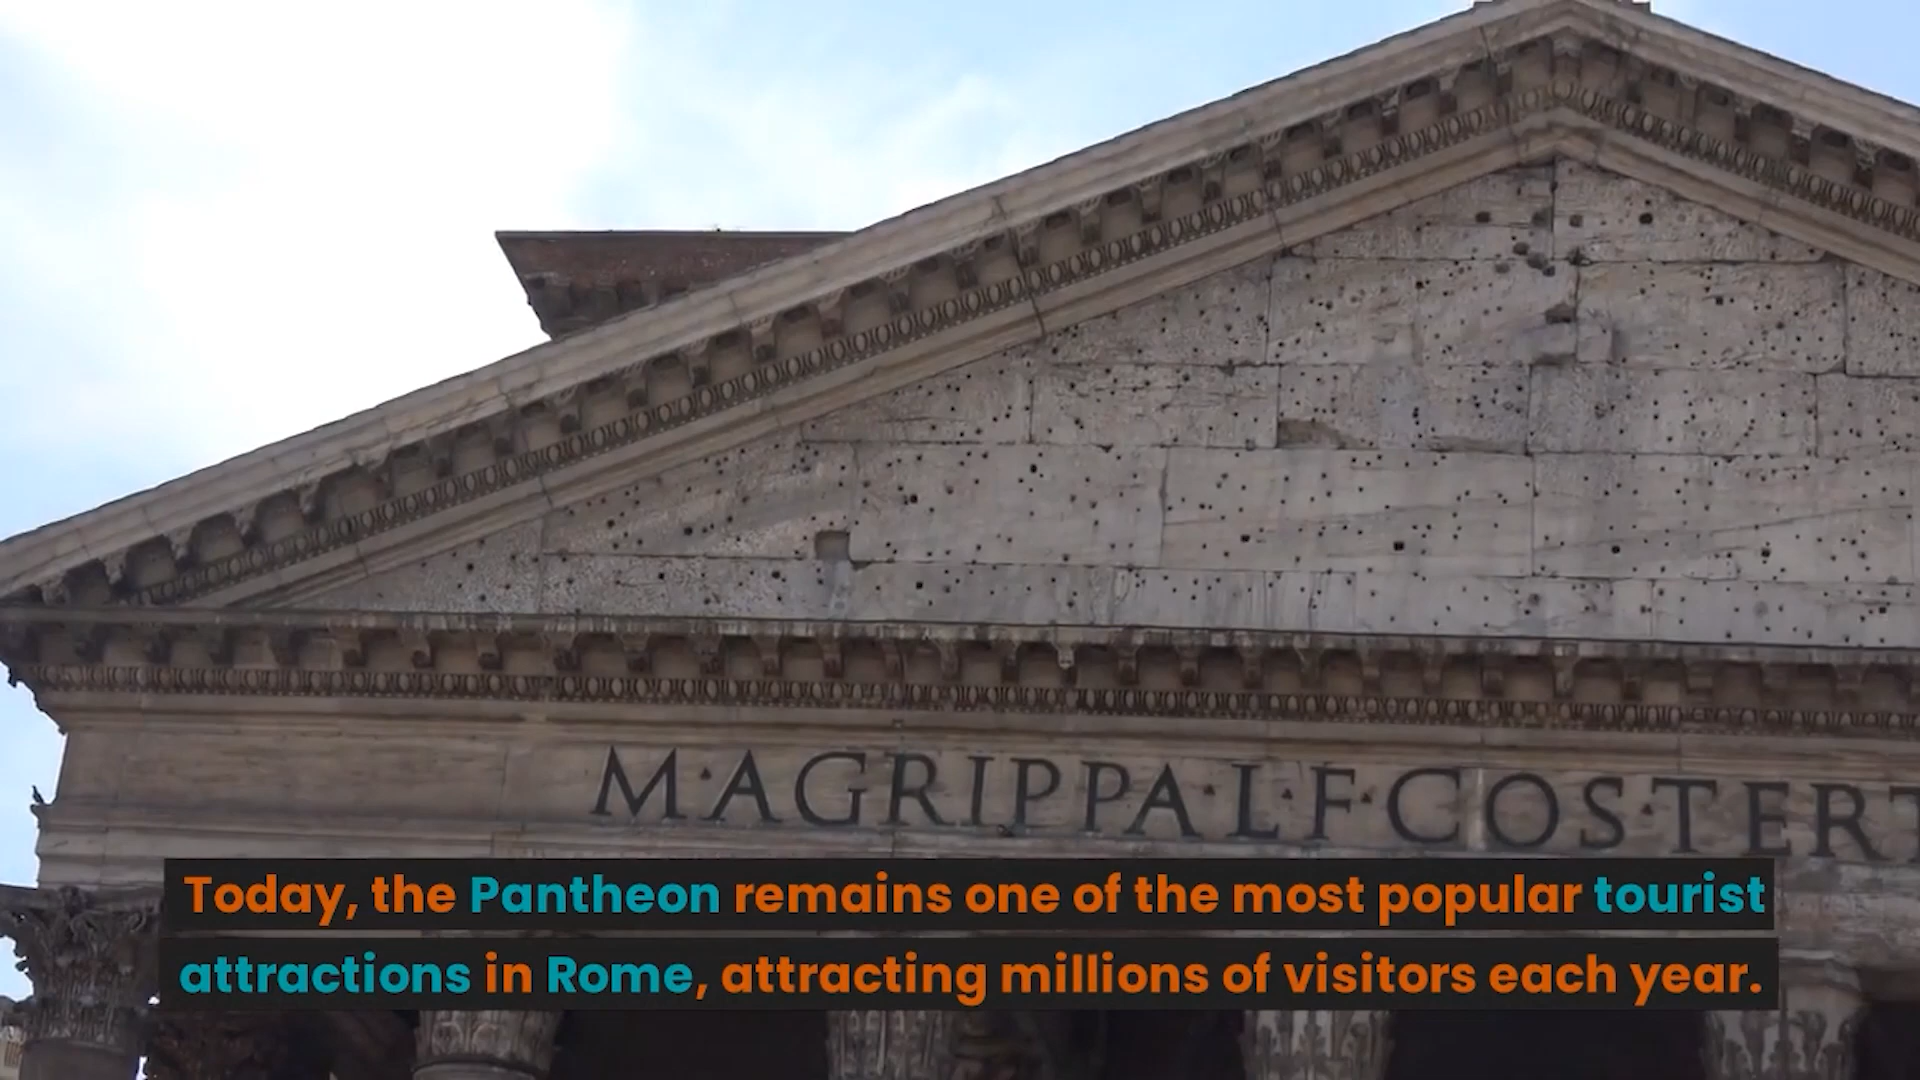 M·AGRIPPA·L·F·COS·TERT
Today, the Pantheon remains one of the most popular tourist
attractions in Rome, attracting millions of visitors each year.